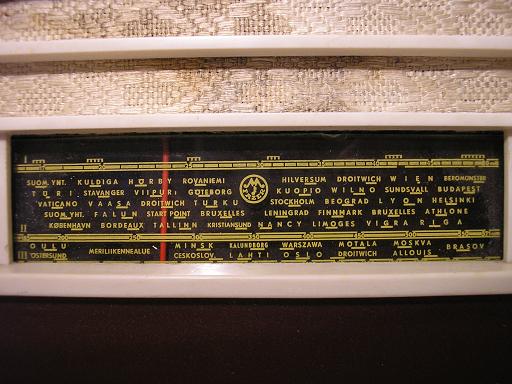 I
SUOM. YHT. KULDIGA HÖRBY ROVANIEMI HILVERSUM DROITWICH WIEN BEROMÜNSTER
TURI STAVANGER VIIPURI GÖTEBORG KUOPIO WILNO SUNDSVALL BUDAPEST
VATICANO VAASA DROITWICH TURKU STOCKHOLM BEOGRAD LYON HELSINKI
SUOM. YHT. FALUN START POINT BRUXELLES LENINGRAD FINNMARK BRUXELLES ATHLONE
II KØBENHAVN BORDEAUX TALLINN KRISTIANSUND NANCY LIMOGES VIGRA RIGA
OULU MERILIIKENNEALUE MINSK KALUNDBORG WARSZAWA MOTALA MOSKVA BRASOV
III ÖSTERSUND CESKOSLOV. LAHTI OSLO DROITWICH ALLOUIS